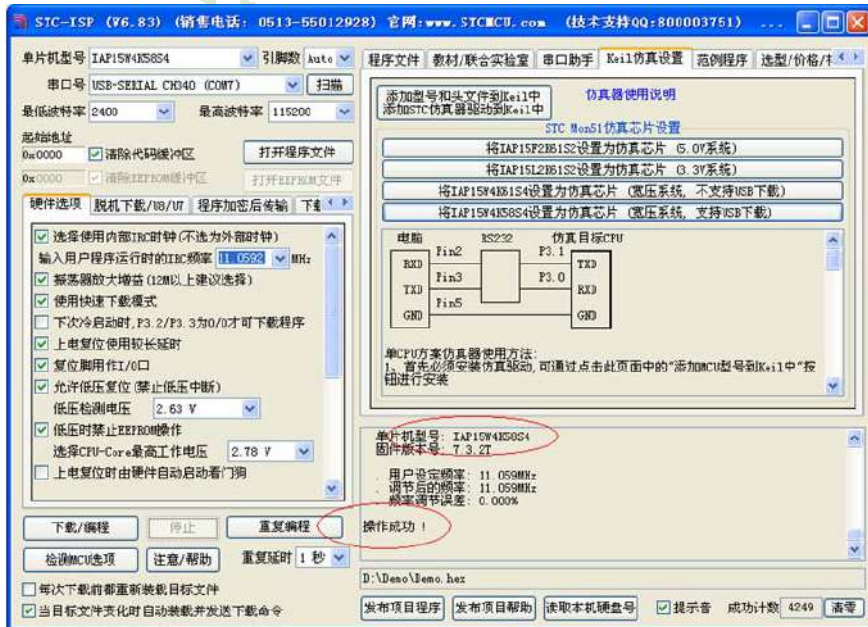 STC-ISP (V6.83) (销售电话: 0513-55012928) 官网:www.STCMCU.com (技术支持QQ:800003751) ...
单片机型号 IAP15W4K58S4 引脚数 Auto
串口号 USB-SERIAL CH340 (COM7) 扫描
最低波特率 2400 最高波特率 115200
起始地址
0x0000 清除代码缓冲区 打开程序文件
0x0000 清除EEPROM缓冲区 打开EEPROM文件
硬件选项 脱机下载/U8/U7 程序加密后传输
选择使用内部IRC时钟(不选为外部时钟)
输入用户程序运行时的IRC频率 11.0592 MHz
振荡器放大增益(12M以上建议选择)
使用快速下载模式
下次冷启动时,P3.2/P3.3为0/0才可下载程序
上电复位使用较长延时
复位脚用作I/O口
允许低压复位(禁止低压中断)
低压检测电压 2.63 V
低压时禁止EEPROM操作
选择CPU-Core最高工作电压 2.78 V
上电复位时由硬件自动启动看门狗
下载/编程 停止 重复编程
检测MCU选项 注意/帮助 重复延时 1 秒
每次下载前都重新装载目标文件
当目标文件变化时自动装载并发送下载命令
程序文件 教材/联合实验室 串口助手 Keil仿真设置 范例程序 选型/价格/
添加型号和头文件到Keil中
添加STC仿真器驱动到Keil中
仿真器使用说明
STC Mon51仿真芯片设置
将IAP15F2K61S2设置为仿真芯片 (5.0V系统)
将IAP15L2K61S2设置为仿真芯片 (3.3V系统)
将IAP15W4K61S4设置为仿真芯片 (宽压系统, 不支持USB下载)
将IAP15W4K58S4设置为仿真芯片 (宽压系统, 支持USB下载)
电脑 RS232 仿真目标CPU
Pin2 P3.1
RXD TXD
Pin3 P3.0
TXD RXD
Pin5
GND GND
单CPU方案仿真器使用方法:
1、首先必须安装仿真驱动,可通过点击此页面中的"添加MCU型号到Keil中"按
钮进行安装
单片机型号: IAP15W4K58S4
固件版本号: 7.3.2T
. 用户设定频率: 11.059MHz
. 调节后的频率: 11.059MHz
. 频率调节误差: 0.000%
操作成功 !
D:\Demo\Demo.hex
发布项目程序 发布项目帮助 读取本机硬盘号 提示音 成功计数 4249 清零